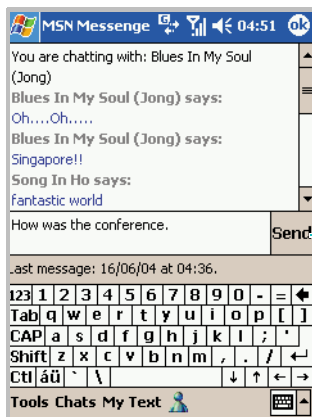 MSN Messenge 04:51 ok
You are chatting with: Blues In My Soul
(Jong)
Blues In My Soul (Jong) says:
Oh....Oh.....
Blues In My Soul (Jong) says:
Singapore!!
Song In Ho says:
fantastic world
How was the conference. Send
Last message: 16/06/04 at 04:36.
123 1 2 3 4 5 6 7 8 9 0 - =
Tab q w e r t y u i o p [ ]
CAP a s d f g h j k l ; '
Shift z x c v b n m , . /
Ctl áü ` \ ↓ ↑ ← →
Tools Chats My Text